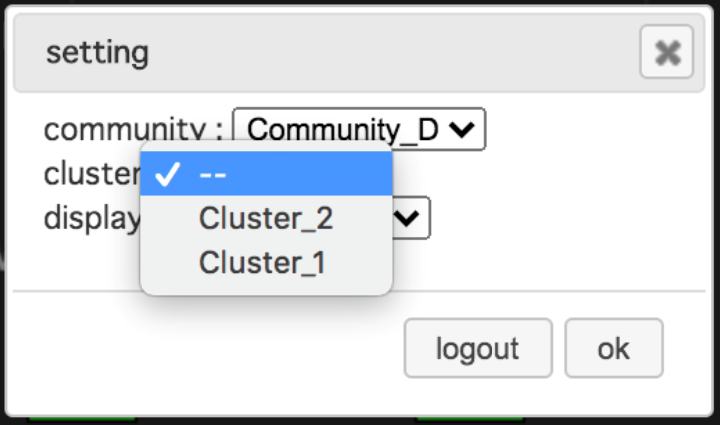 setting
community : Community_D
cluster
✓ --
display
Cluster_2
Cluster_1
logout ok